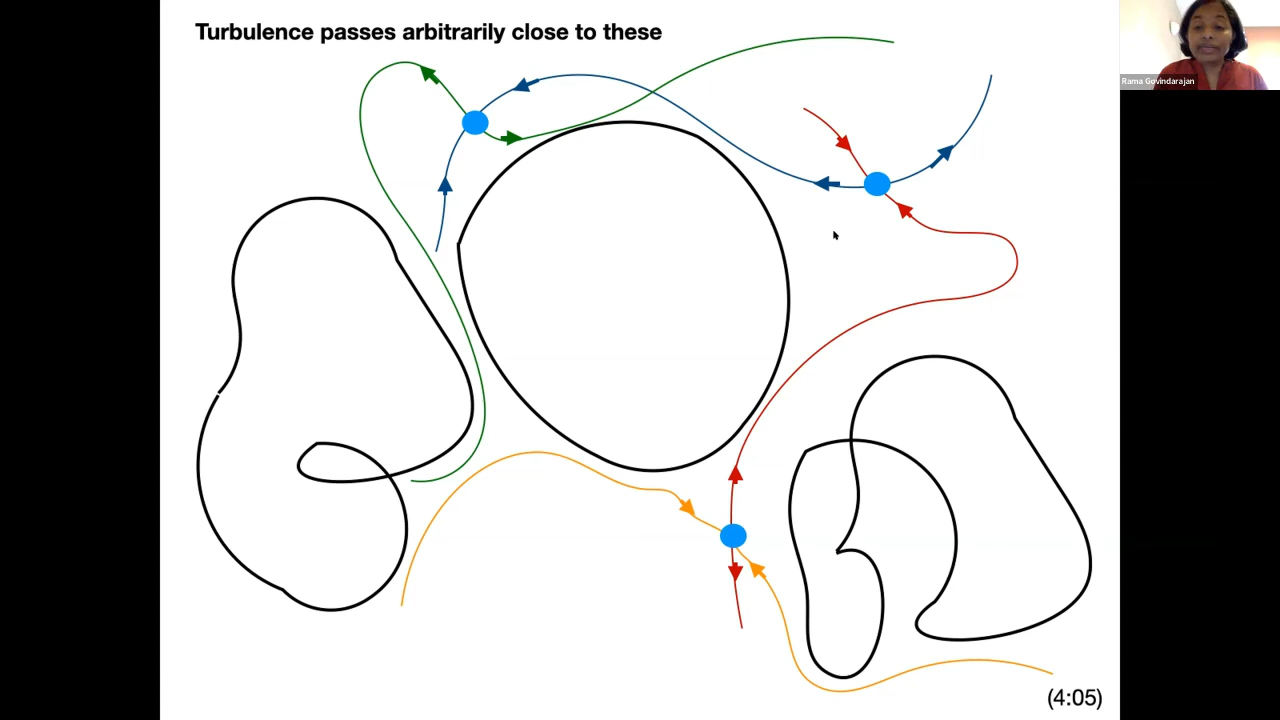 Turbulence passes arbitrarily close to these
Rama Govindarajan
(4:05)